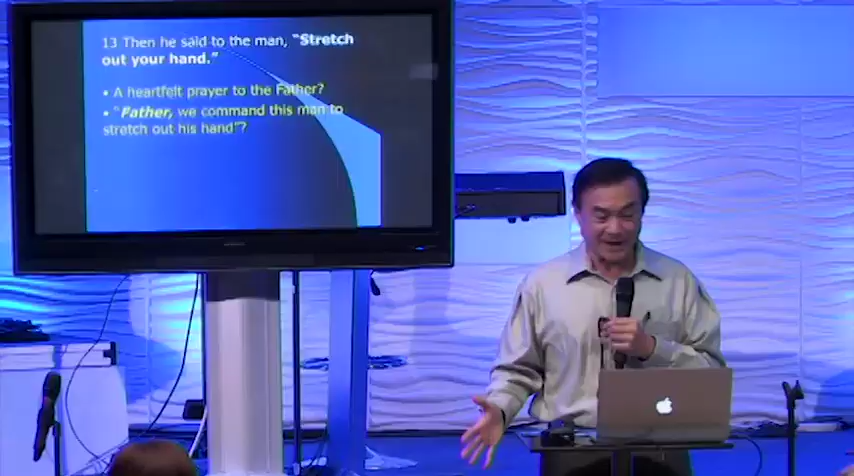 13 Then he said to the man, “Stretch
out your hand.”
• A heartfelt prayer to the Father?
• “Father, we command this man to
stretch out his hand”?